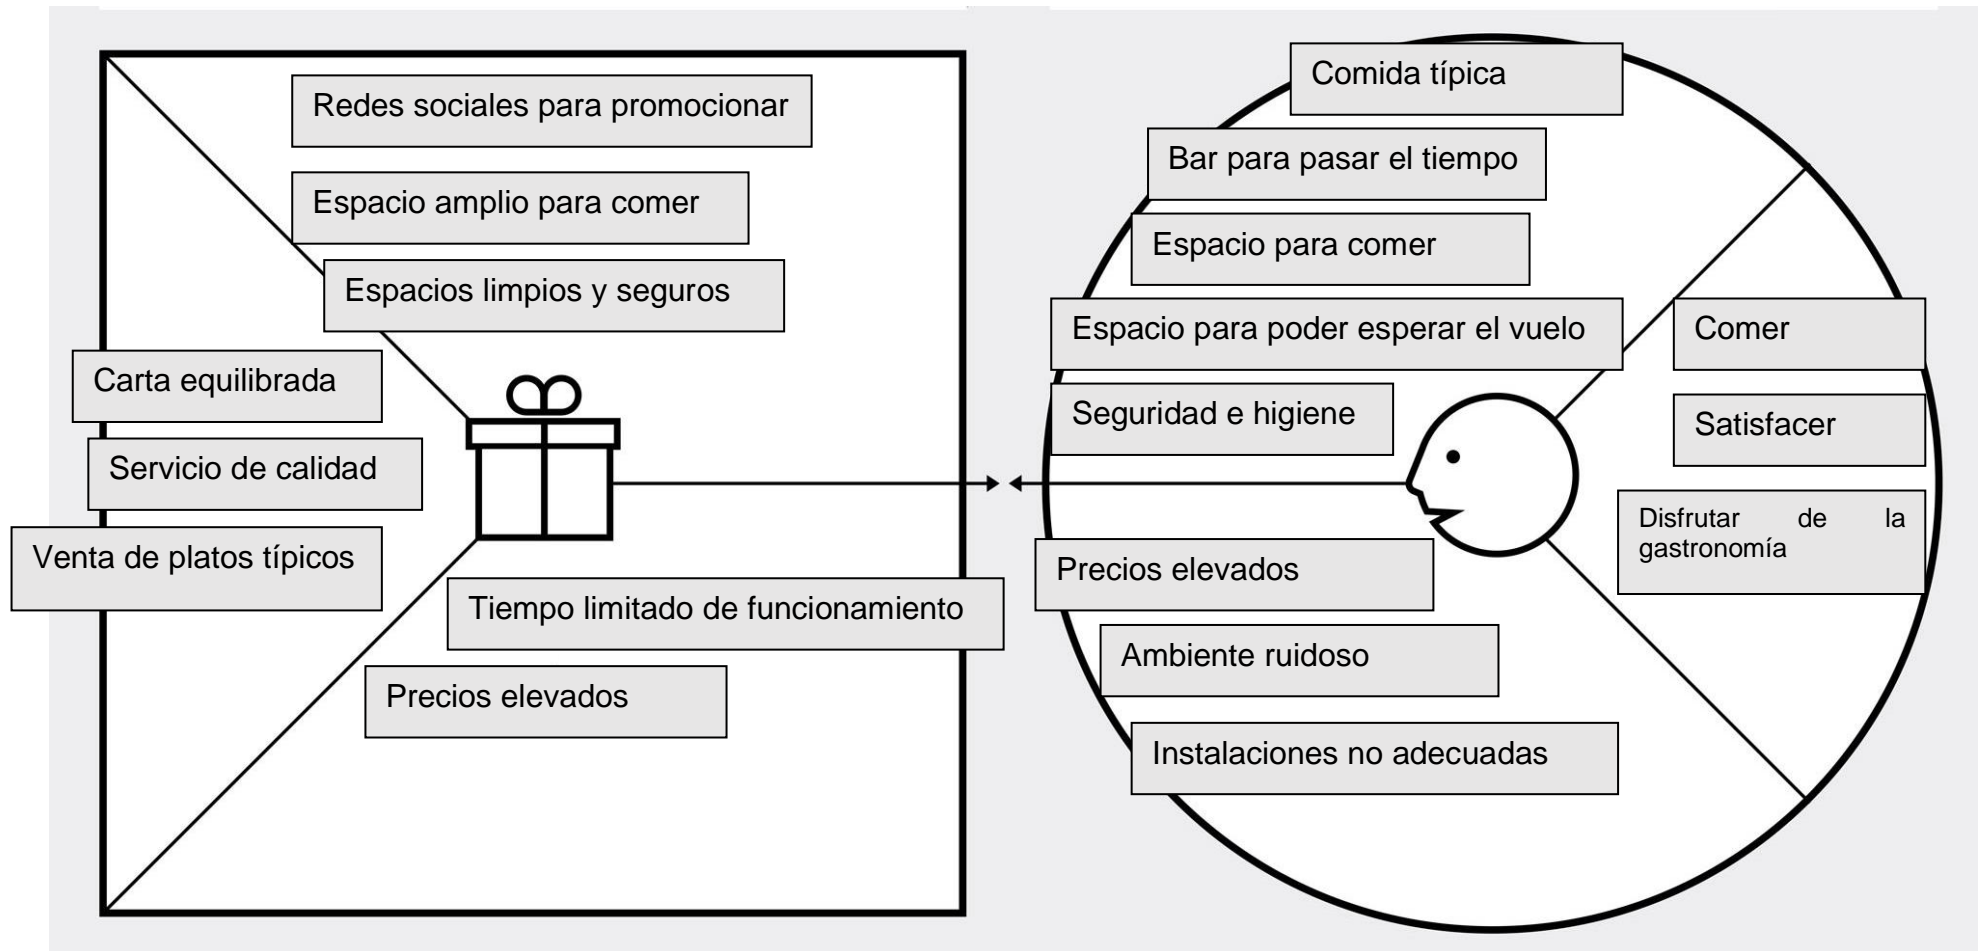 Redes sociales para promocionar
Espacio amplio para comer
Espacios limpios y seguros
Carta equilibrada
Servicio de calidad
Venta de platos típicos
Tiempo limitado de funcionamiento
Precios elevados
Comida típica
Bar para pasar el tiempo
Espacio para comer
Espacio para poder esperar el vuelo
Seguridad e higiene
Comer
Satisfacer
Disfrutar de la
gastronomía
Precios elevados
Ambiente ruidoso
Instalaciones no adecuadas